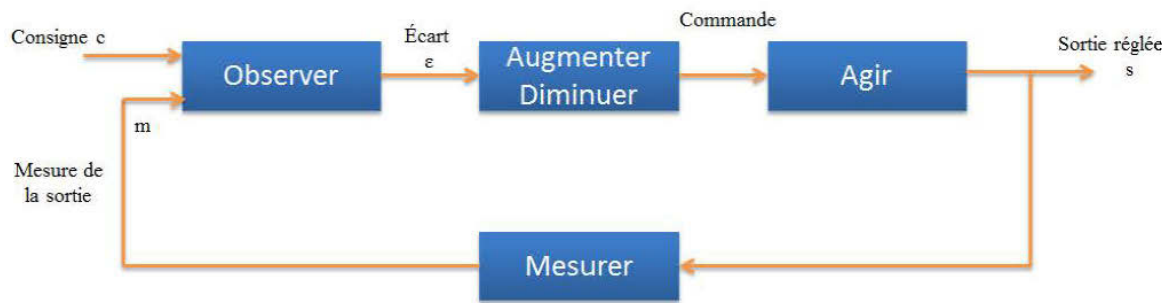 Consigne c
Observer
Écart
ε
Augmenter
Diminuer
Commande
Agir
Sortie réglée
s
m
Mesure de
la sortie
Mesurer